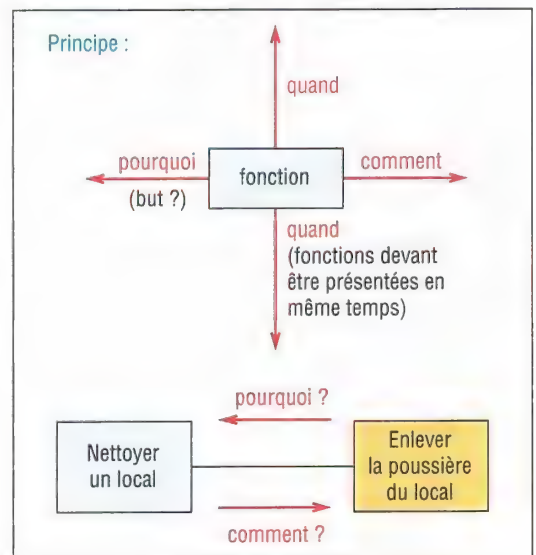 Principe :
quand
pourquoi
(but ?)
fonction
comment
quand
(fonctions devant
être présentées en
même temps)
pourquoi ?
Nettoyer
un local
Enlever
la poussière
du local
comment ?